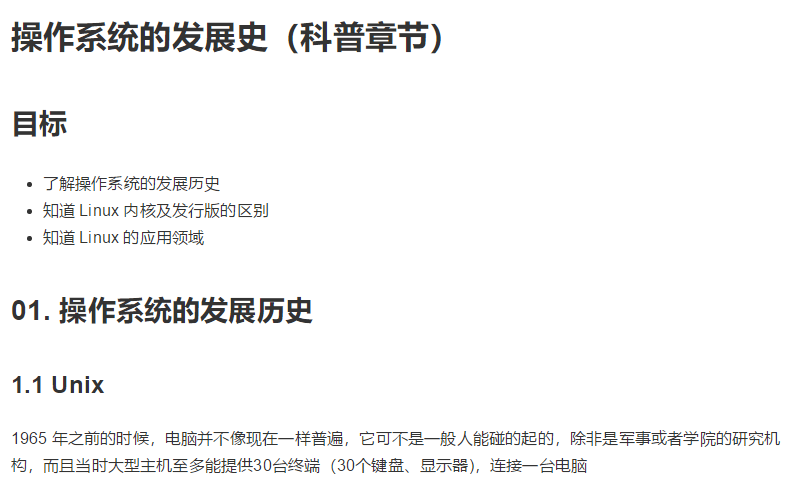 操作系统的发展史（科普章节）
目标
• 了解操作系统的发展历史
• 知道 Linux 内核及发行版的区别
• 知道 Linux 的应用领域
01. 操作系统的发展历史
1.1 Unix
1965 年之前的时候，电脑并不像现在一样普遍，它可不是一般人能碰的起的，除非是军事或者学院的研究机
构，而且当时大型主机至多能提供30台终端（30个键盘、显示器)，连接一台电脑